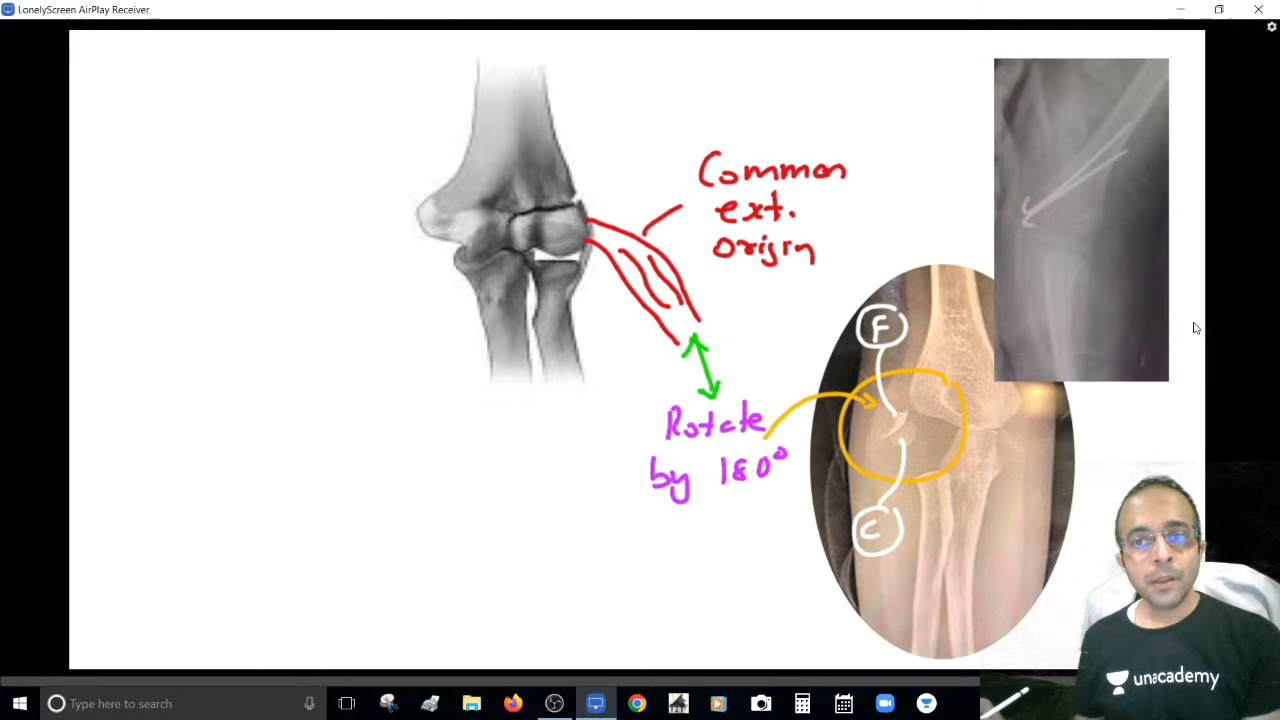 LonelyScreen AirPlay Receiver
Common
ext.
origin
F
Rotate
by 180°
C
unacademy
Type here to search